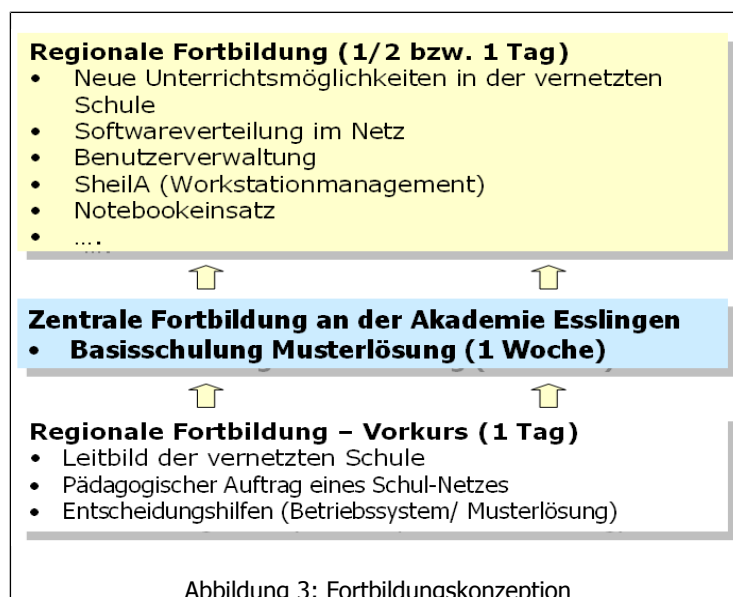 Regionale Fortbildung (1/2 bzw. 1 Tag)
• Neue Unterrichtsmöglichkeiten in der vernetzten
Schule
• Softwareverteilung im Netz
• Benutzerverwaltung
• SheilA (Workstationmanagement)
• Notebookeinsatz
• ….
Zentrale Fortbildung an der Akademie Esslingen
• Basisschulung Musterlösung (1 Woche)
Regionale Fortbildung – Vorkurs (1 Tag)
• Leitbild der vernetzten Schule
• Pädagogischer Auftrag eines Schul-Netzes
• Entscheidungshilfen (Betriebssystem/ Musterlösung)
Abbildung 3: Fortbildungskonzeption